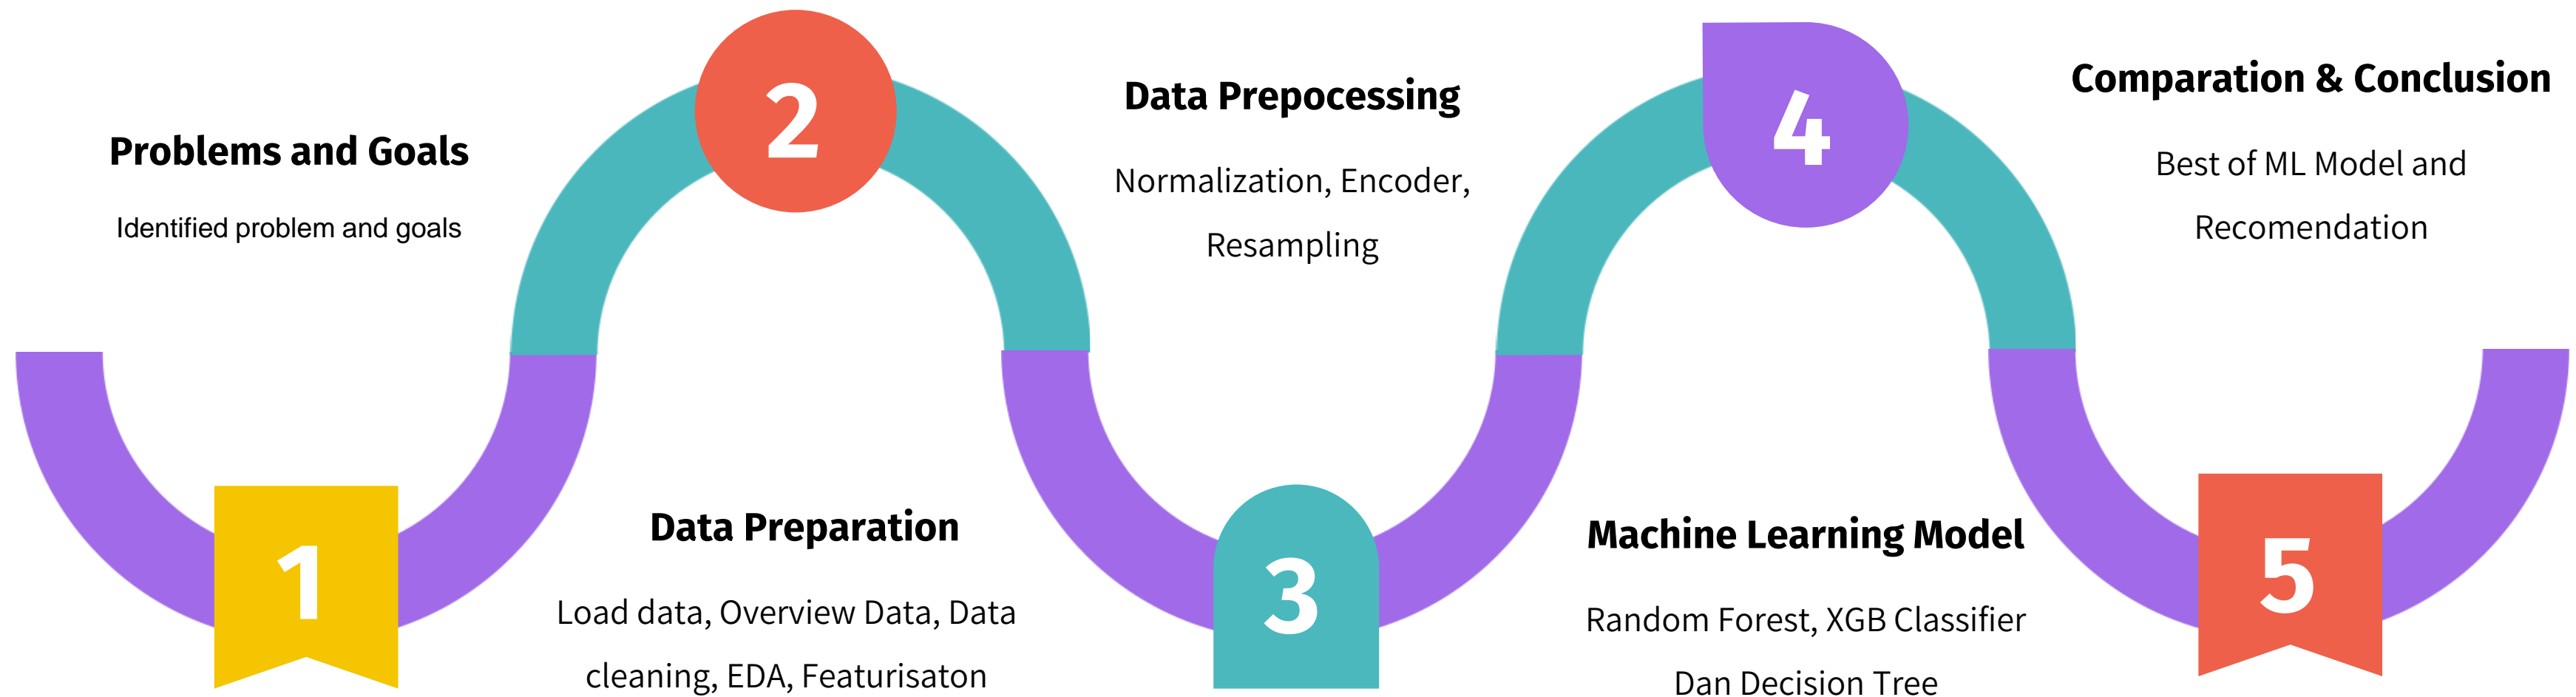 1
Problems and Goals
Identified problem and goals
2
Data Preparation
Load data, Overview Data, Data
cleaning, EDA, Featurisaton
3
Data Prepocessing
Normalization, Encoder,
Resampling
4
Machine Learning Model
Random Forest, XGB Classifier
Dan Decision Tree
5
Comparation & Conclusion
Best of ML Model and
Recomendation